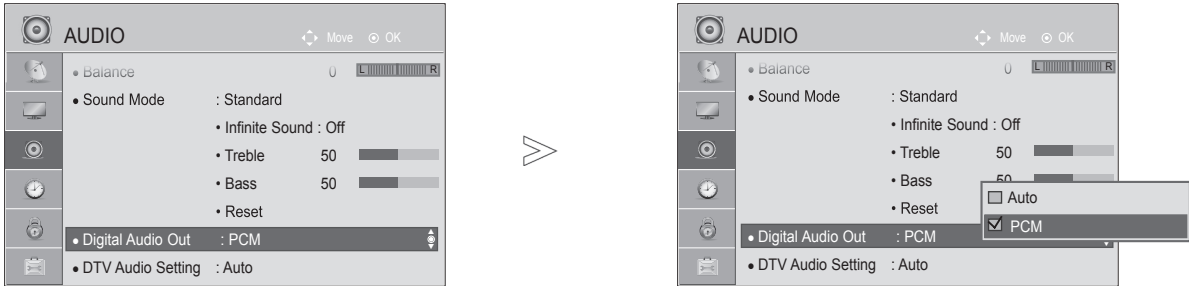 AUDIO Move OK
• Balance 0 L R
• Sound Mode : Standard
• Infinite Sound : Off
• Treble 50
• Bass 50
• Reset
• Digital Audio Out : PCM
• DTV Audio Setting : Auto
>
AUDIO Move OK
• Balance 0 L R
• Sound Mode : Standard
• Infinite Sound : Off
• Treble 50
• Bass 50
• Reset
Auto
PCM
• Digital Audio Out : PCM
• DTV Audio Setting : Auto